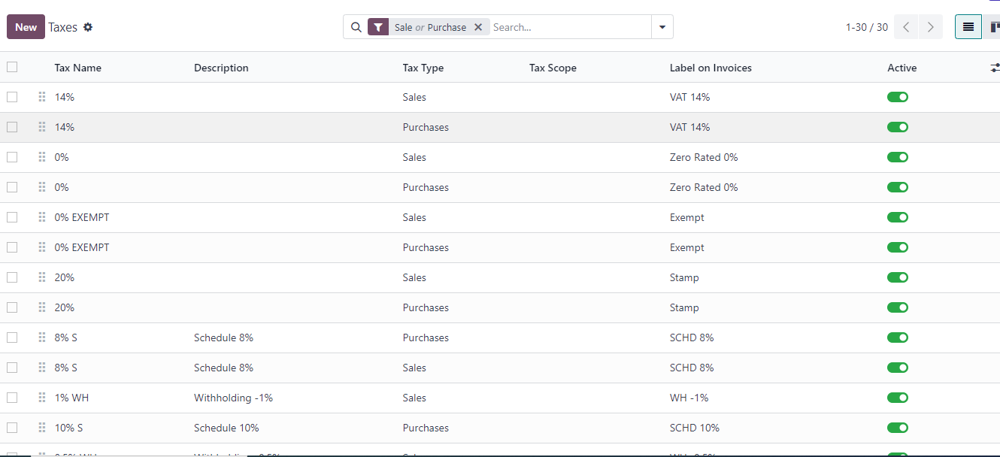 New Taxes Sale or Purchase Search... 1-30 / 30
Tax Name Description Tax Type Tax Scope Label on Invoices Active
14% Sales VAT 14%
14% Purchases VAT 14%
0% Sales Zero Rated 0%
0% Purchases Zero Rated 0%
0% EXEMPT Sales Exempt
0% EXEMPT Purchases Exempt
20% Sales Stamp
20% Purchases Stamp
8% S Schedule 8% Purchases SCHD 8%
8% S Schedule 8% Sales SCHD 8%
1% WH Withholding -1% Sales WH -1%
10% S Schedule 10% Purchases SCHD 10%